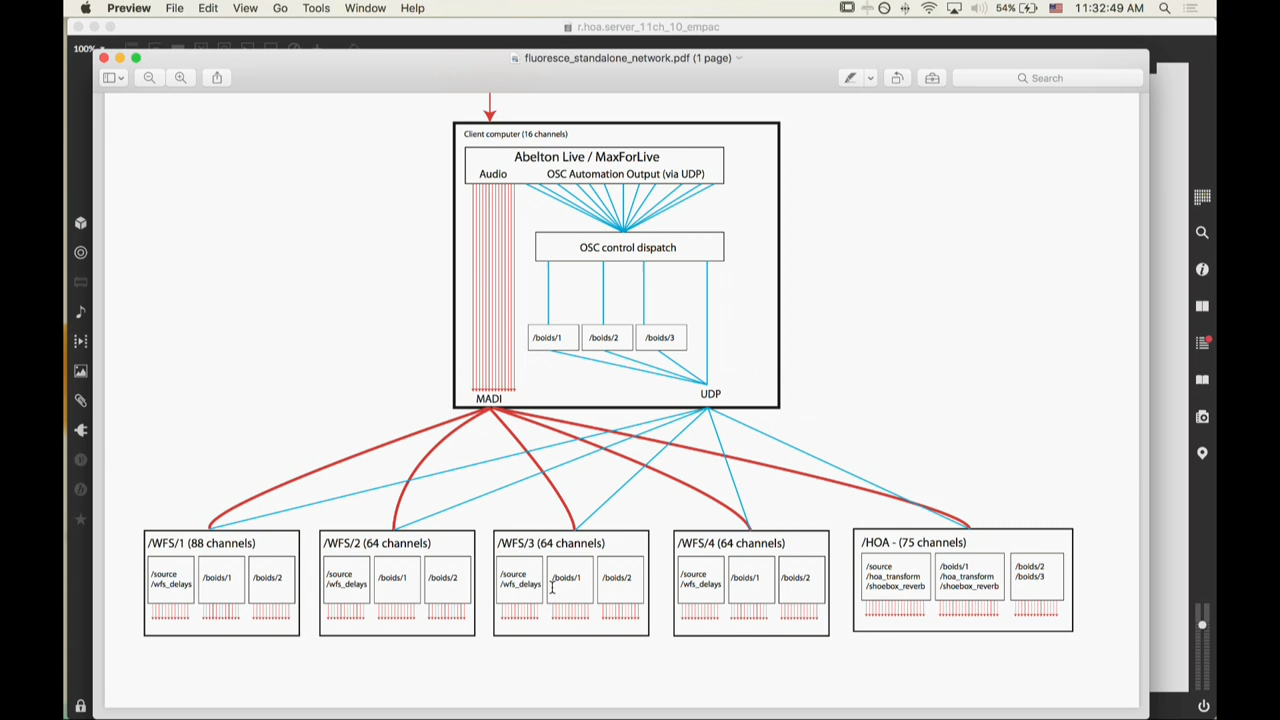 Preview File Edit View Go Tools Window Help 54% 11:32:49 AM
r.hoa.server_11ch_10_empac
100%
fluoresce_standalone_network.pdf (1 page)
Search
Client computer (16 channels)
Abelton Live / MaxForLive
Audio OSC Automation Output (via UDP)
OSC control dispatch
/boids/1 /boids/2 /boids/3
MADI UDP
/WFS/1 (88 channels) /WFS/2 (64 channels) /WFS/3 (64 channels) /WFS/4 (64 channels) /HOA - (75 channels)
/source
/wfs_delays
/boids/1
/boids/2
/source
/wfs_delays
/boids/1
/boids/2
/source
/wfs_delays
/boids/1
/boids/2
/source
/wfs_delays
/boids/1
/boids/2
/source
/hoa_transform
/shoebox_reverb
/boids/1
/hoa_transform
/shoebox_reverb
/boids/2
/boids/3